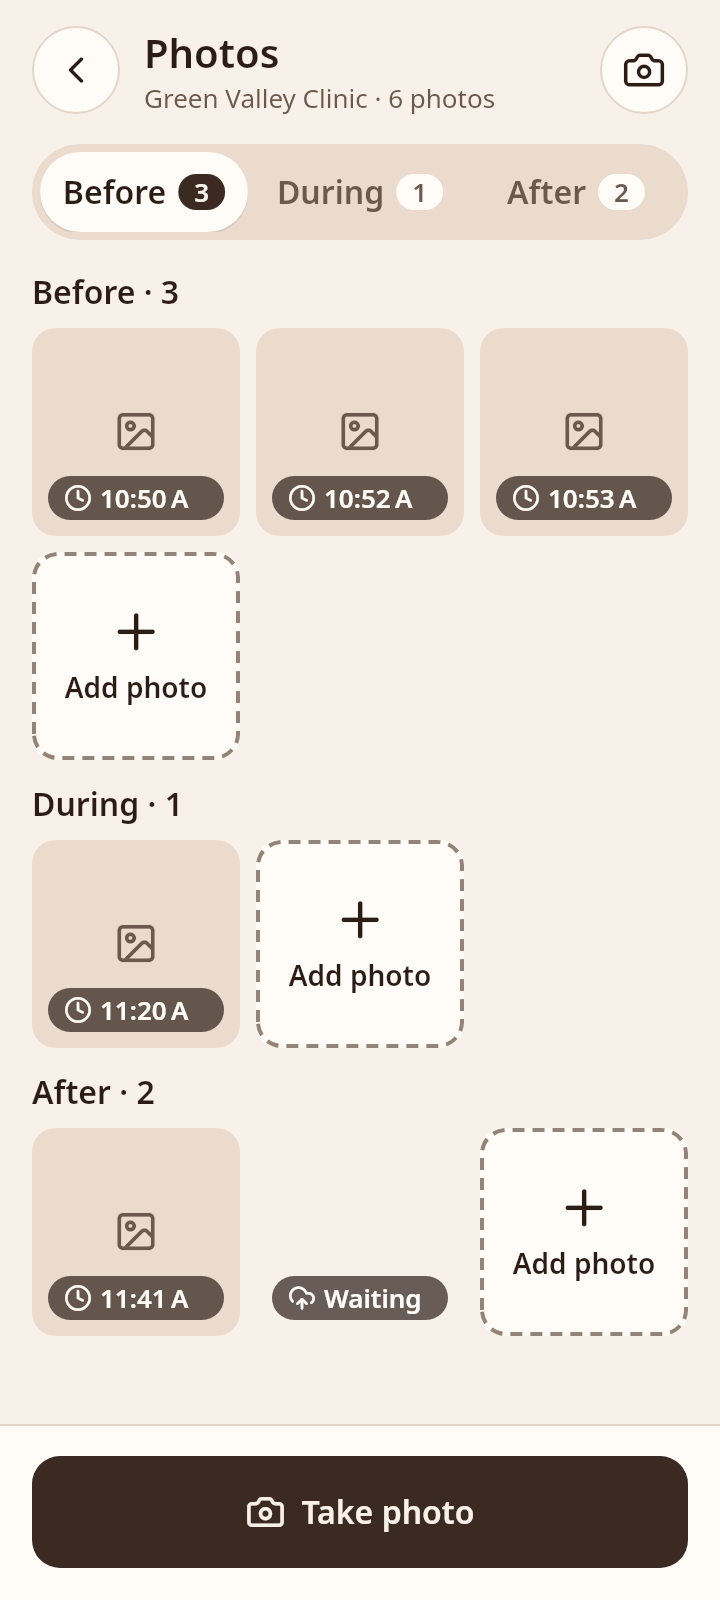 Photos
Green Valley Clinic · 6 photos
Before 3
During 1
After 2
Before · 3
10:50 A
10:52 A
10:53 A
Add photo
During · 1
11:20 A
Add photo
After · 2
11:41 A
Waiting
Add photo
Take photo